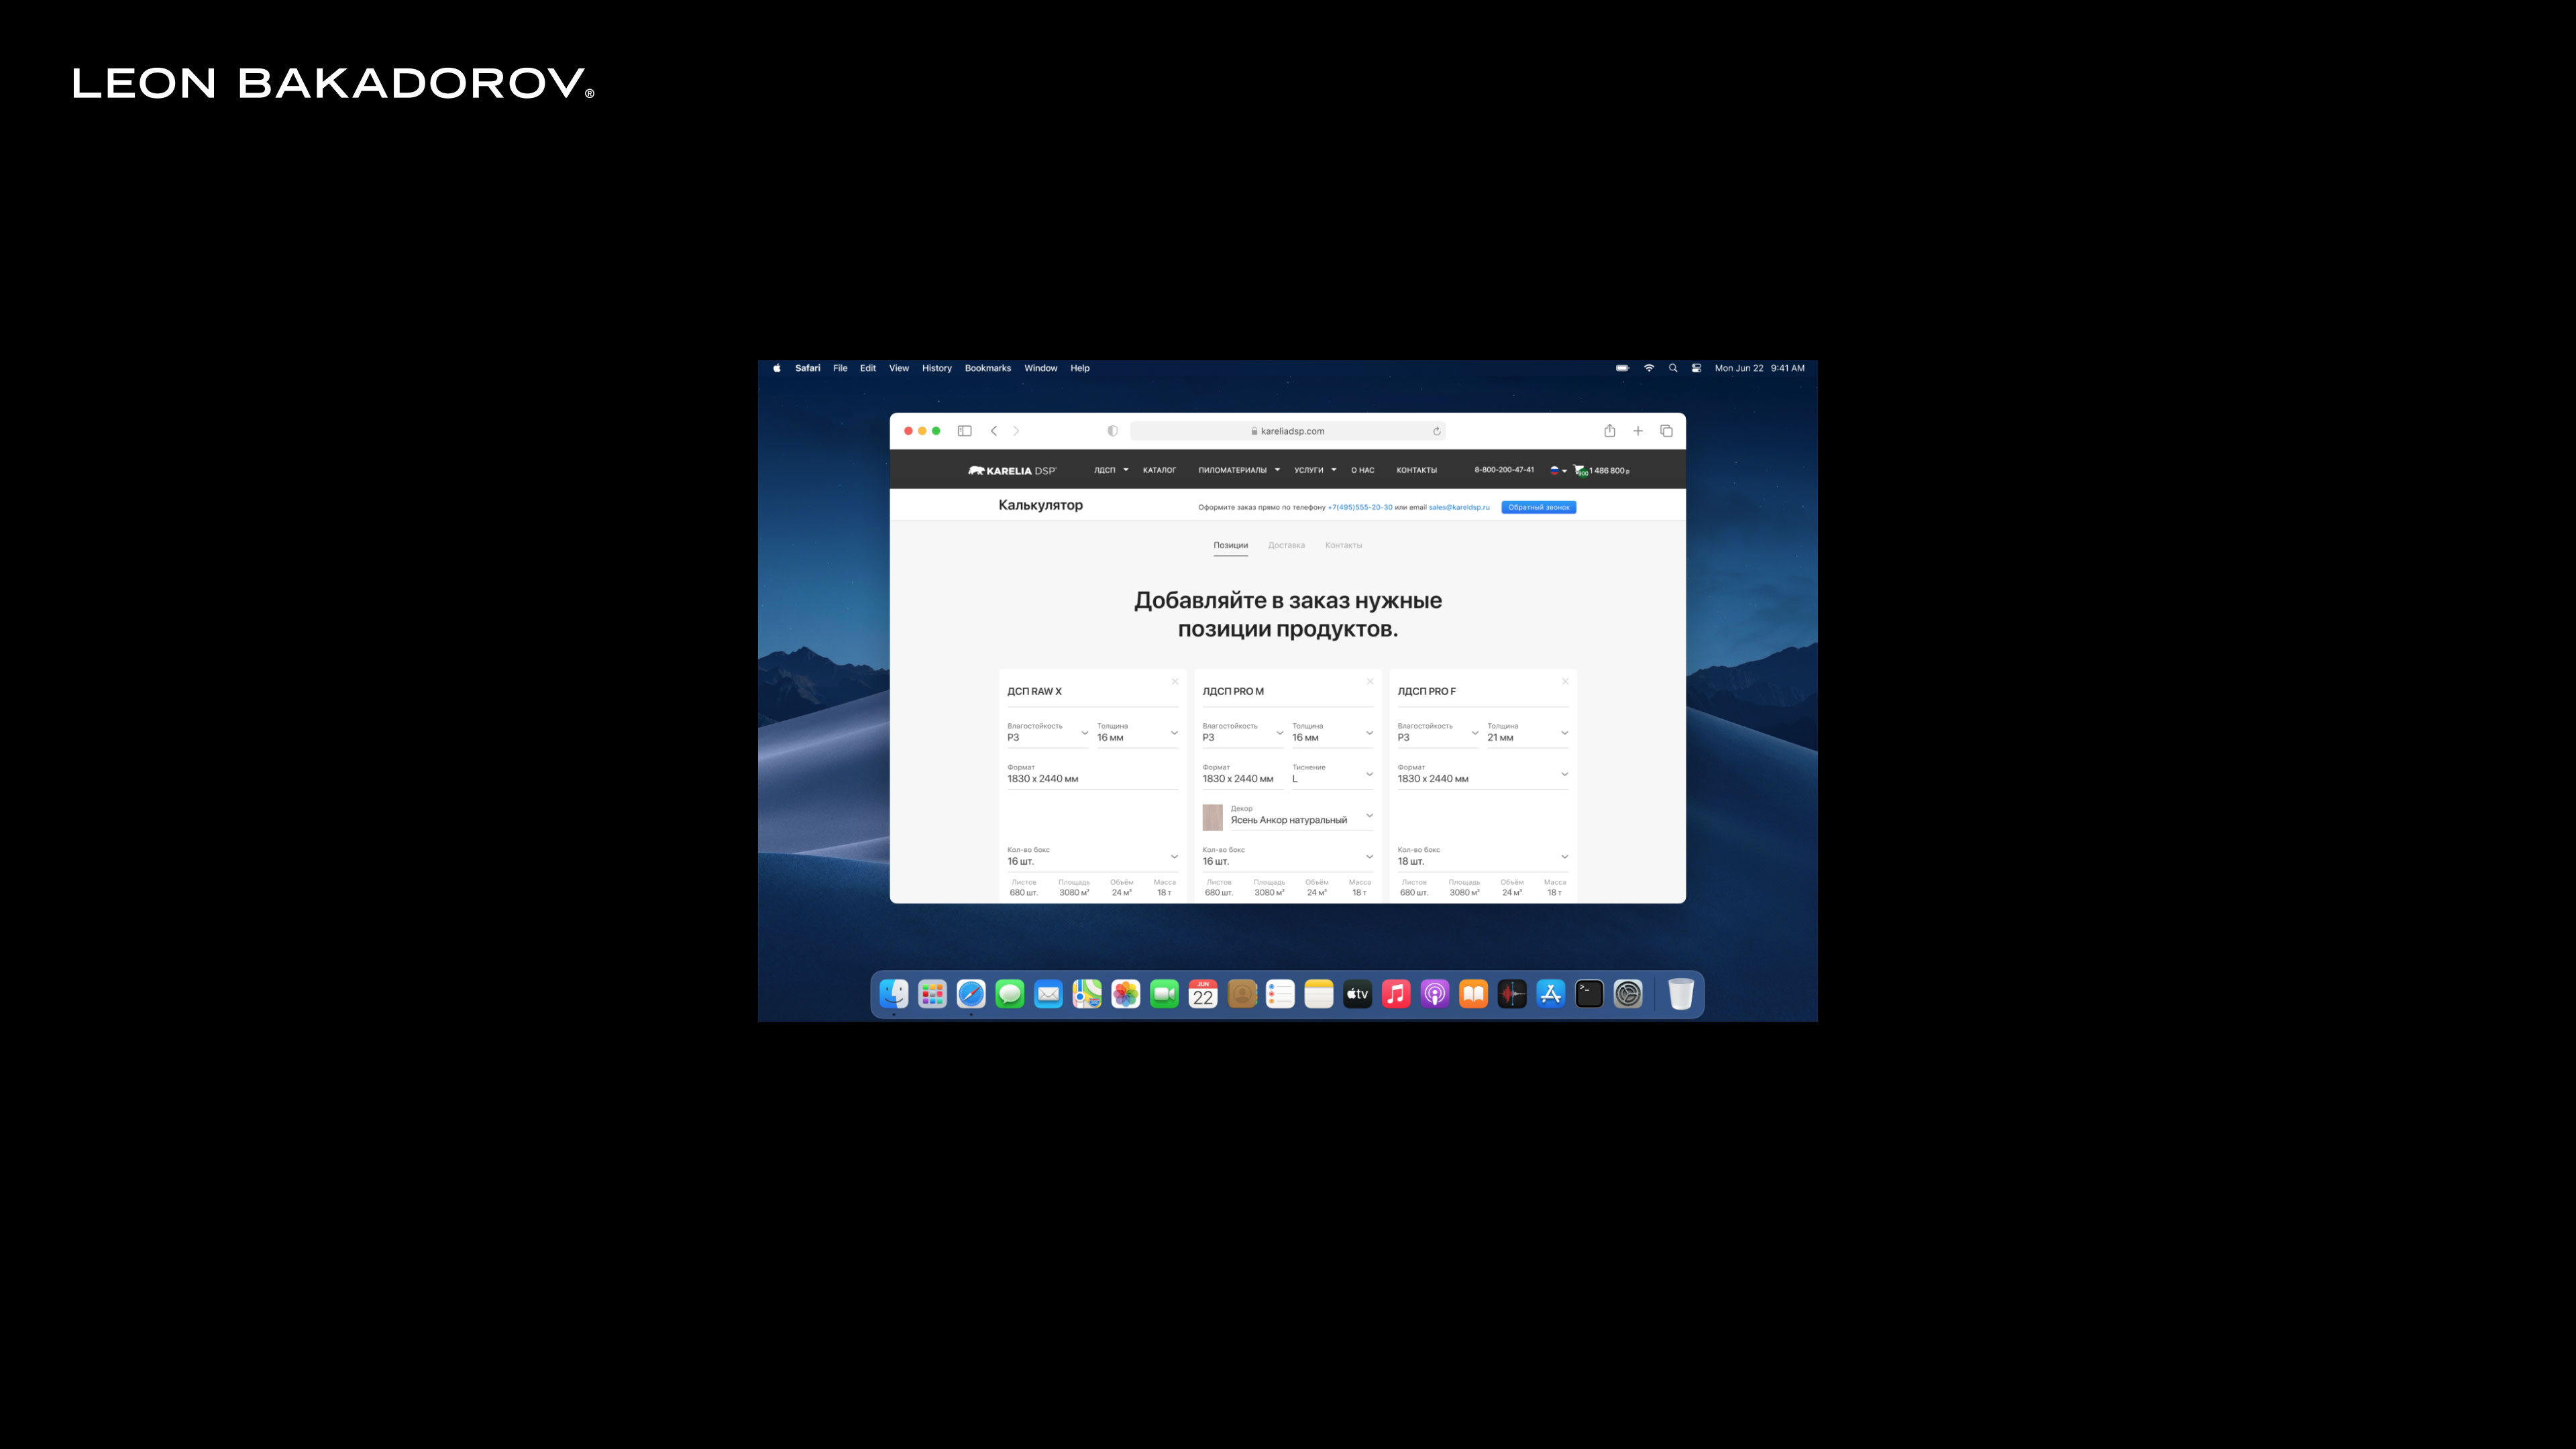 LEON BAKADOROV®
Safari File Edit View History Bookmarks Window Help
Mon Jun 22 9:41 AM
kareliadsp.com
KARELIA DSP
ЛДСП КАТАЛОГ ПИЛОМАТЕРИАЛЫ УСЛУГИ О НАС КОНТАКТЫ 8-800-200-47-41 1 486 800 р
Калькулятор
Оформите заказ прямо по телефону +7(495)555-20-30 или email sales@kareldsp.ru
Обратный звонок
Позиции Доставка Контакты
Добавляйте в заказ нужные
позиции продуктов.
ДСП RAW X
Влагостойкость Толщина
P3 16 мм
Формат
1830 x 2440 мм
Кол-во бокс
16 шт.
Листов Площадь Объём Масса
680 шт. 3080 м² 24 м³ 18 т
ЛДСП PRO M
Влагостойкость Толщина
P3 16 мм
Формат Тиснение
1830 x 2440 мм L
Декор
Ясень Анкор натуральный
Кол-во бокс
16 шт.
Листов Площадь Объём Масса
680 шт. 3080 м² 24 м³ 18 т
ЛДСП PRO F
Влагостойкость Толщина
P3 21 мм
Формат
1830 x 2440 мм
Кол-во бокс
18 шт.
Листов Площадь Объём Масса
680 шт. 3080 м² 24 м³ 18 т
JUN
22
tv